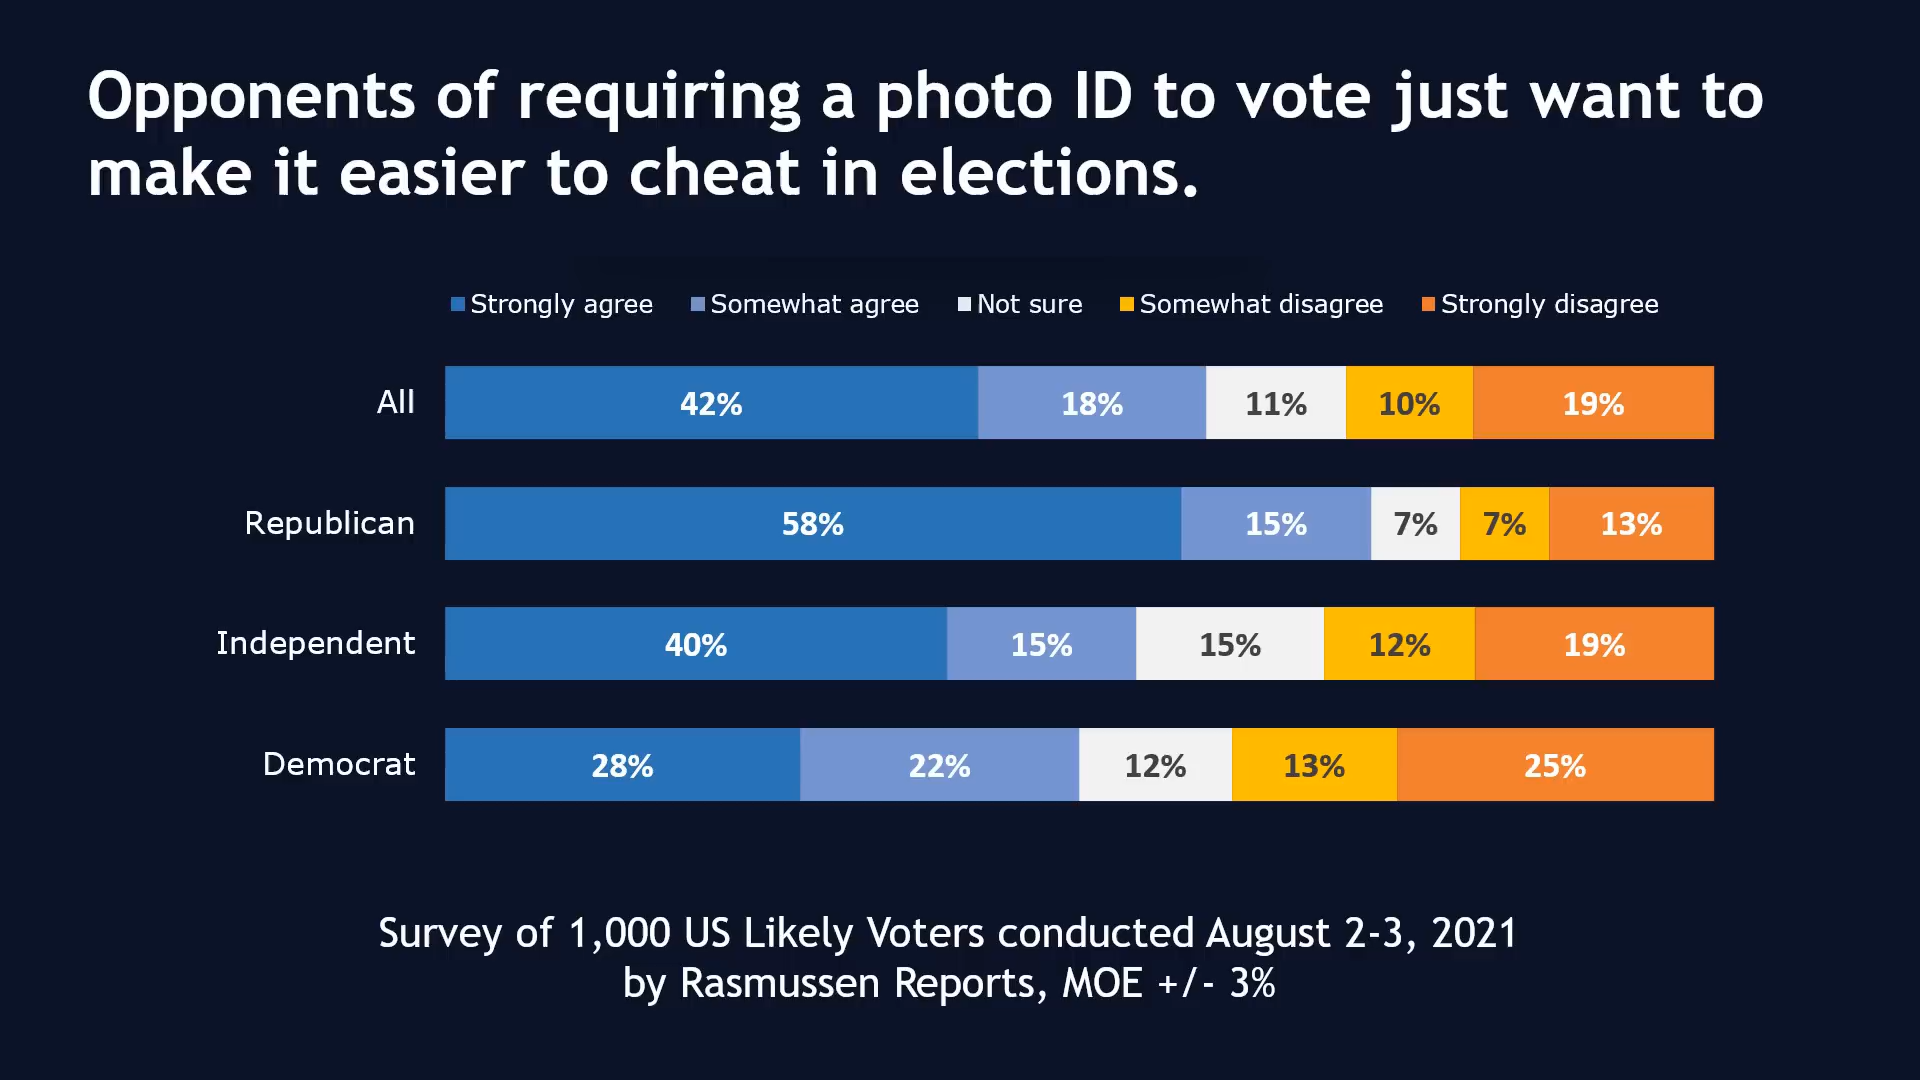 Opponents of requiring a photo ID to vote just want to
make it easier to cheat in elections.
Strongly agree Somewhat agree Not sure Somewhat disagree Strongly disagree
All 42% 18% 11% 10% 19%
Republican 58% 15% 7% 7% 13%
Independent 40% 15% 15% 12% 19%
Democrat 28% 22% 12% 13% 25%
Survey of 1,000 US Likely Voters conducted August 2-3, 2021
by Rasmussen Reports, MOE +/- 3%